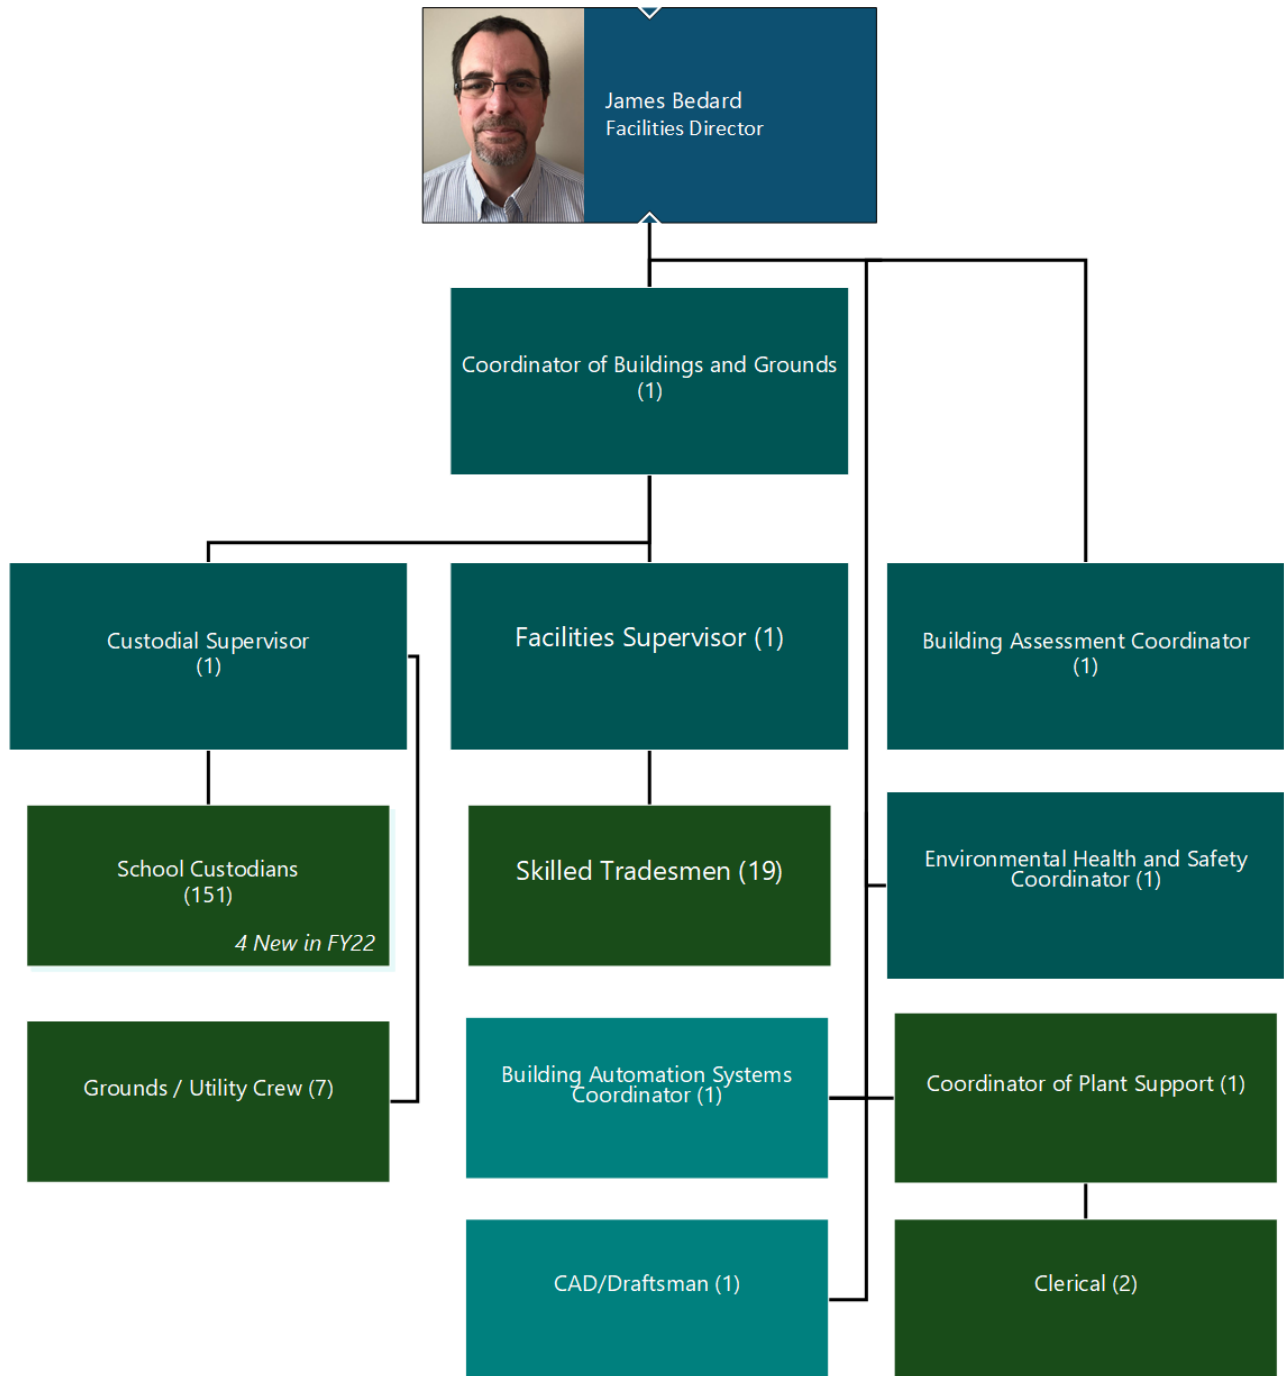 James Bedard
Facilities Director
Coordinator of Buildings and Grounds
(1)
Custodial Supervisor
(1)
Facilities Supervisor (1)
Building Assessment Coordinator
(1)
School Custodians
(151)
4 New in FY22
Skilled Tradesmen (19)
Environmental Health and Safety
Coordinator (1)
Grounds / Utility Crew (7)
Building Automation Systems
Coordinator (1)
Coordinator of Plant Support (1)
CAD/Draftsman (1)
Clerical (2)